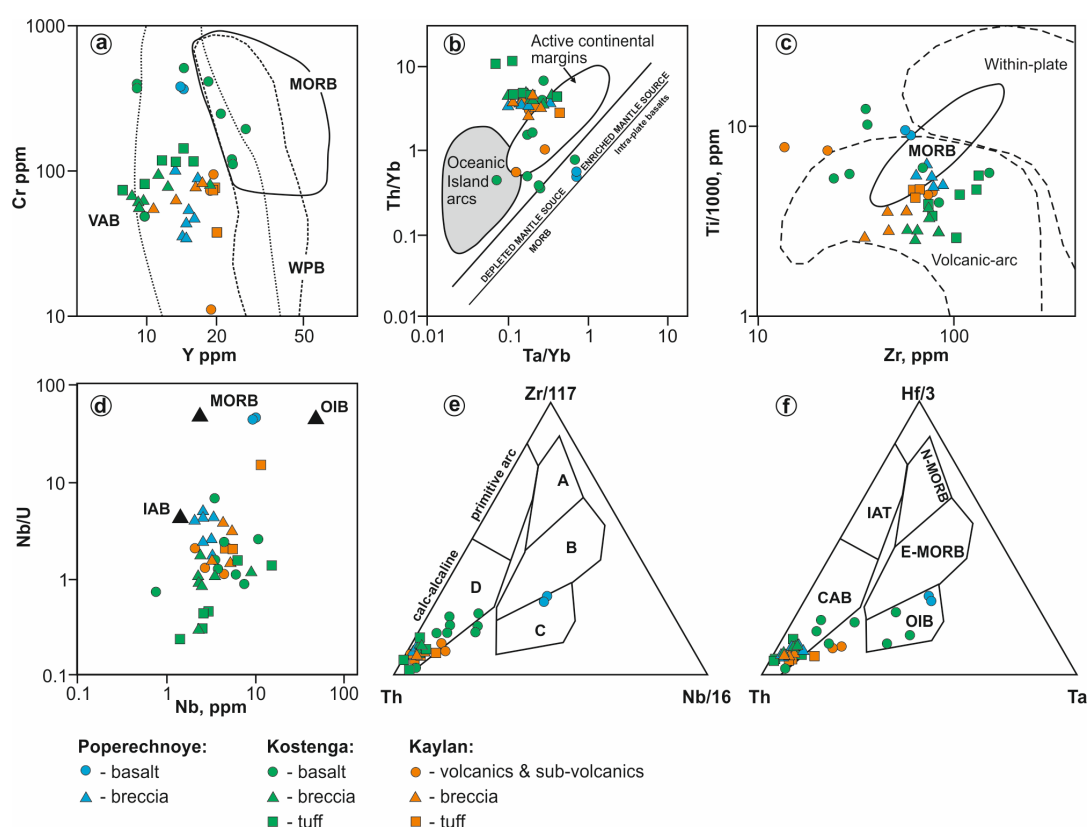 1000
100
10
Cr ppm
a
MORB
VAB
WPB
10
20
50
Y ppm
10
1
0.1
0.01
Th/Yb
b
Active continental
margins
Oceanic
Island
arcs
DEPLETED MANTLE SOUCE
ENRICHED MANTLE SOURCE
MORB
Intra-plate basalts
0.01
0.1
1
10
Ta/Yb
10
1
Ti/1000, ppm
c
Within-plate
MORB
Volcanic-arc
10
100
Zr, ppm
100
10
1
0.1
Nb/U
d
MORB
OIB
IAB
0.1
1
10
100
Nb, ppm
e
Zr/117
primitive arc
calc-alcaline
A
B
C
D
Th
Nb/16
f
Hf/3
N-MORB
IAT
E-MORB
CAB
OIB
Th
Ta
Poperechnoye:
- basalt
- breccia
Kostenga:
- basalt
- breccia
- tuff
Kaylan:
- volcanics & sub-volcanics
- breccia
- tuff